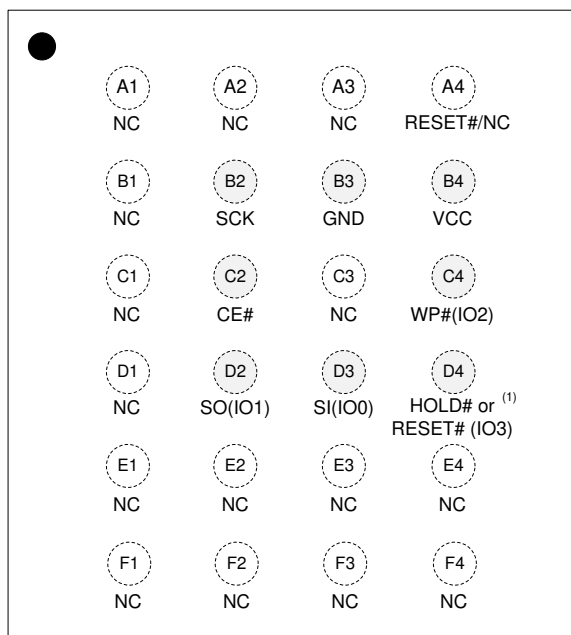 A1 A2 A3 A4
NC NC NC RESET#/NC
B1 B2 B3 B4
NC SCK GND VCC
C1 C2 C3 C4
NC CE# NC WP#(IO2)
D1 D2 D3 D4
NC SO(IO1) SI(IO0) HOLD# or (1)
RESET# (IO3)
E1 E2 E3 E4
NC NC NC NC
F1 F2 F3 F4
NC NC NC NC